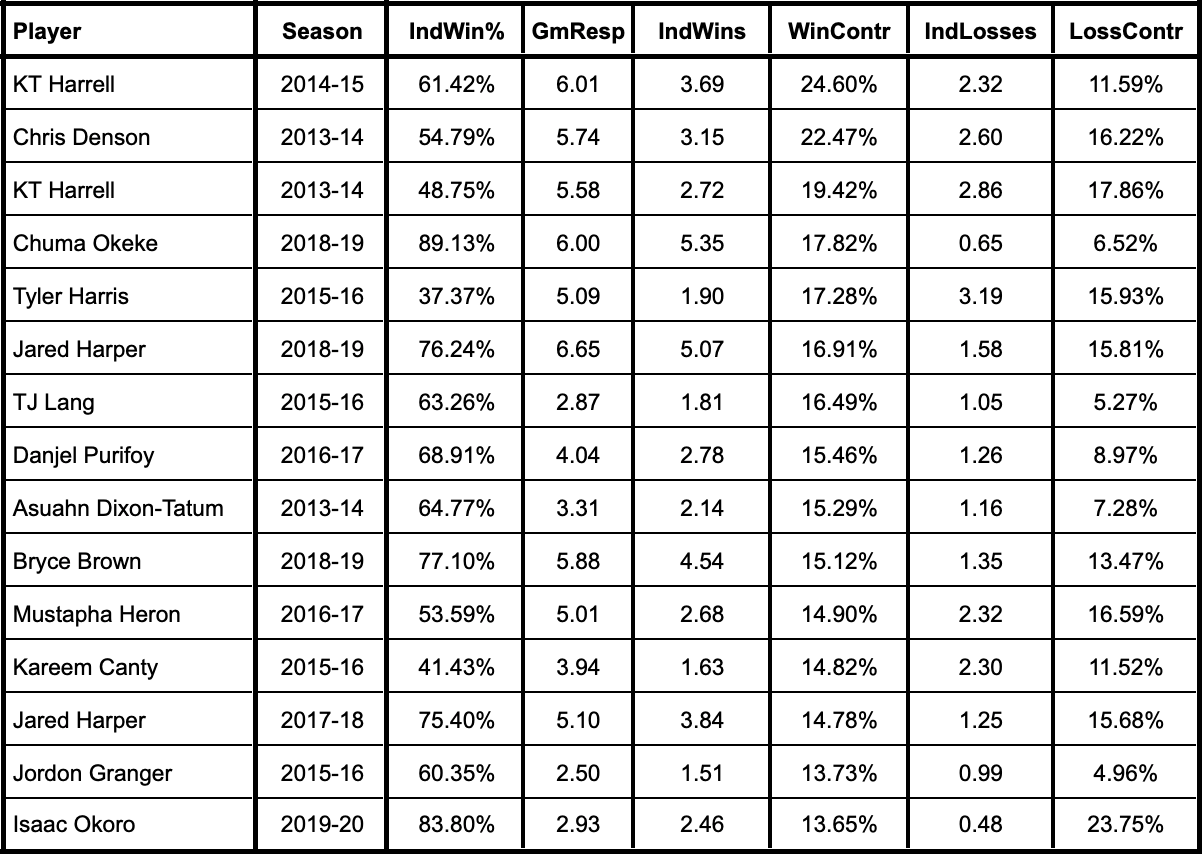 Player Season IndWin% GmResp IndWins WinContr IndLosses LossContr
KT Harrell 2014-15 61.42% 6.01 3.69 24.60% 2.32 11.59%
Chris Denson 2013-14 54.79% 5.74 3.15 22.47% 2.60 16.22%
KT Harrell 2013-14 48.75% 5.58 2.72 19.42% 2.86 17.86%
Chuma Okeke 2018-19 89.13% 6.00 5.35 17.82% 0.65 6.52%
Tyler Harris 2015-16 37.37% 5.09 1.90 17.28% 3.19 15.93%
Jared Harper 2018-19 76.24% 6.65 5.07 16.91% 1.58 15.81%
TJ Lang 2015-16 63.26% 2.87 1.81 16.49% 1.05 5.27%
Danjel Purifoy 2016-17 68.91% 4.04 2.78 15.46% 1.26 8.97%
Asuahn Dixon-Tatum 2013-14 64.77% 3.31 2.14 15.29% 1.16 7.28%
Bryce Brown 2018-19 77.10% 5.88 4.54 15.12% 1.35 13.47%
Mustapha Heron 2016-17 53.59% 5.01 2.68 14.90% 2.32 16.59%
Kareem Canty 2015-16 41.43% 3.94 1.63 14.82% 2.30 11.52%
Jared Harper 2017-18 75.40% 5.10 3.84 14.78% 1.25 15.68%
Jordon Granger 2015-16 60.35% 2.50 1.51 13.73% 0.99 4.96%
Isaac Okoro 2019-20 83.80% 2.93 2.46 13.65% 0.48 23.75%